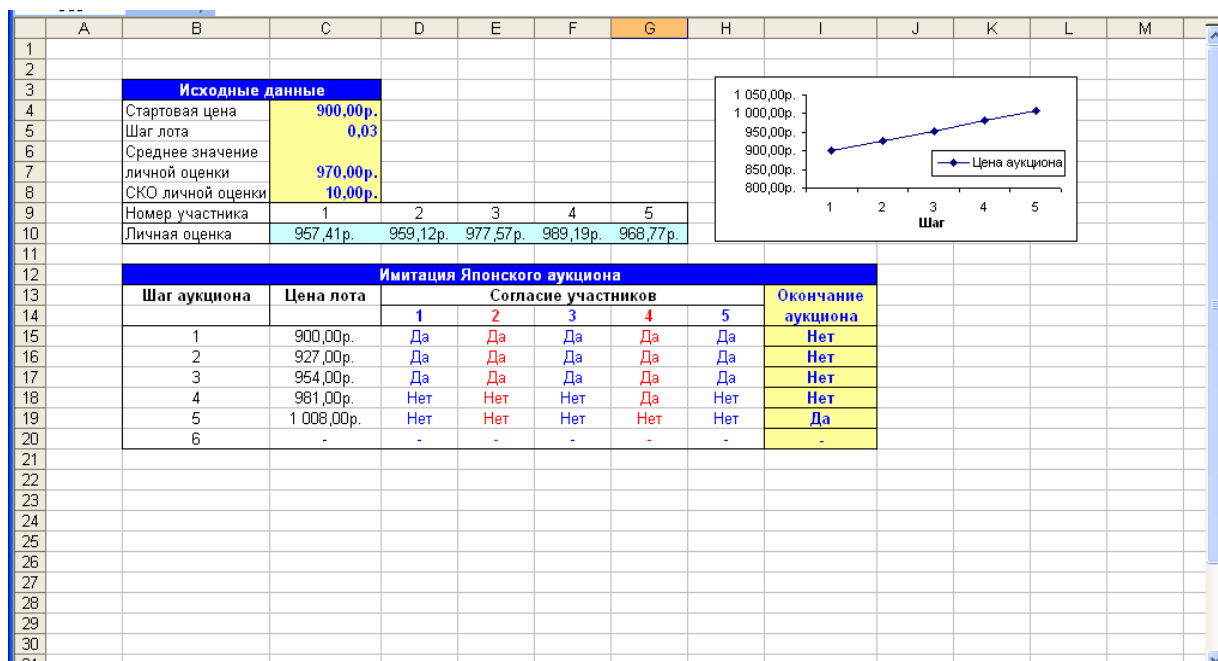 A B C D E F G H I J K L M
1
2
3 Исходные данные
4 Стартовая цена 900,00р.
5 Шаг лота 0,03
6 Среднее значение
7 личной оценки 970,00р.
8 СКО личной оценки 10,00р.
9 Номер участника 1 2 3 4 5
10 Личная оценка 957,41р. 959,12р. 977,57р. 989,19р. 968,77р.
11
12 Имитация Японского аукциона
13 Шаг аукциона Цена лота Согласие участников Окончание
14 1 2 3 4 5 аукциона
15 1 900,00р. Да Да Да Да Да Нет
16 2 927,00р. Да Да Да Да Да Нет
17 3 954,00р. Да Да Да Да Да Нет
18 4 981,00р. Нет Нет Нет Да Нет Нет
19 5 1 008,00р. Нет Нет Нет Нет Нет Да
20 6 - - - - - - -
21
22
23
24
25
26
27
28
29
30
1 050,00р.
1 000,00р.
950,00р.
900,00р.
850,00р.
800,00р.
Цена аукциона
1 2 3 4 5
Шаг